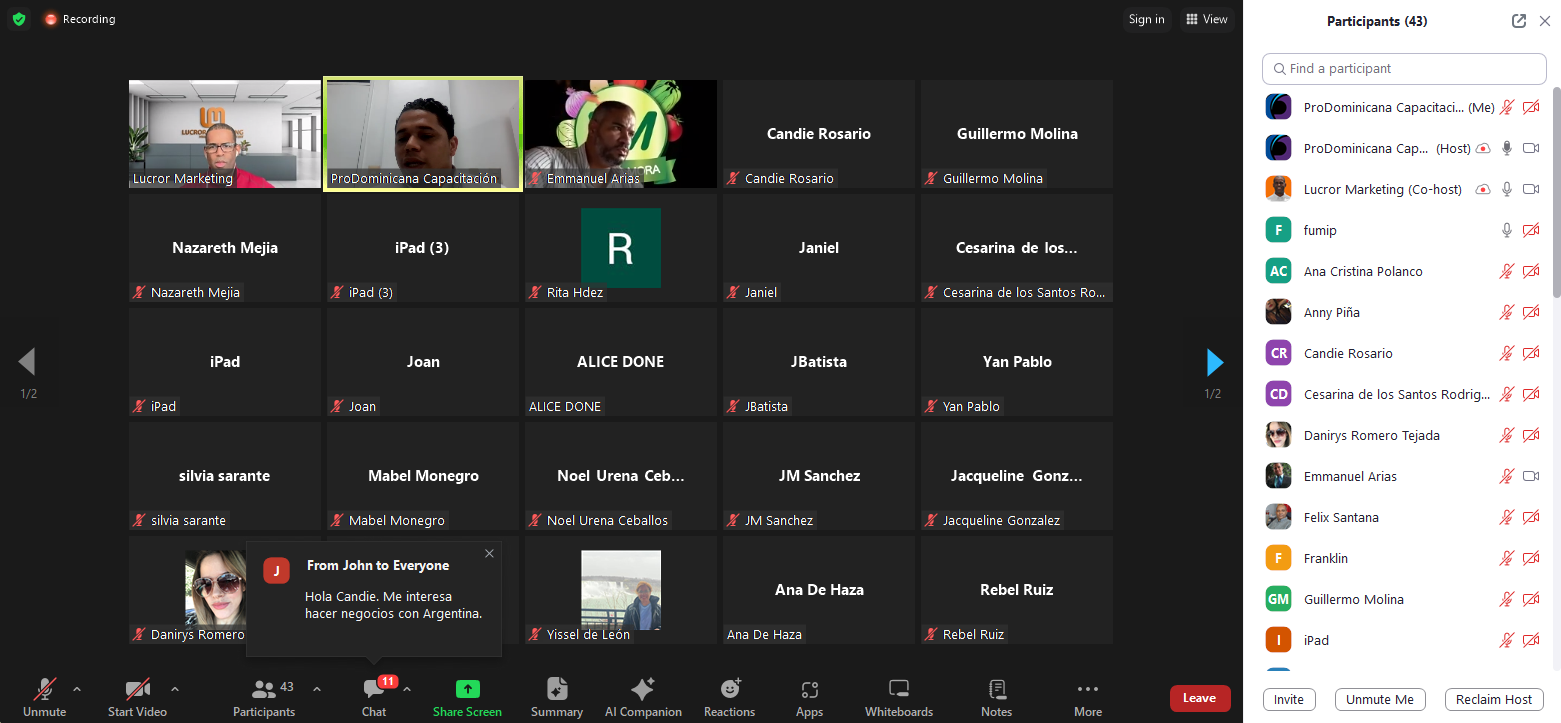 Recording
Sign in
View
LM
Lucror Marketing
ProDominicana Capacitación
Emmanuel Arias
Candie Rosario
Candie Rosario
Guillermo Molina
Guillermo Molina
Nazareth Mejia
Nazareth Mejia
iPad (3)
iPad (3)
R
Rita Hdez
Janiel
Janiel
Cesarina de los...
Cesarina de los Santos Ro...
iPad
iPad
Joan
Joan
ALICE DONE
ALICE DONE
JBatista
JBatista
Yan Pablo
Yan Pablo
1/2
1/2
silvia sarante
silvia sarante
Mabel Monegro
Mabel Monegro
Noel Urena Ceb...
Noel Urena Ceballos
JM Sanchez
JM Sanchez
Jacqueline Gonz...
Jacqueline Gonzalez
Danirys Romero
J
From John to Everyone
Hola Candie. Me interesa
hacer negocios con Argentina.
Yissel de León
Ana De Haza
Ana De Haza
Rebel Ruiz
Rebel Ruiz
Unmute
Start Video
43
Participants
11
Chat
Share Screen
Summary
AI Companion
Reactions
Apps
Whiteboards
Notes
More
Leave
Participants (43)
Find a participant
ProDominicana Capacitaci... (Me)
ProDominicana Cap... (Host)
Lucror Marketing (Co-host)
F fumip
AC Ana Cristina Polanco
Anny Piña
CR Candie Rosario
CD Cesarina de los Santos Rodrig...
Danirys Romero Tejada
Emmanuel Arias
Felix Santana
F Franklin
GM Guillermo Molina
I iPad
Invite
Unmute Me
Reclaim Host